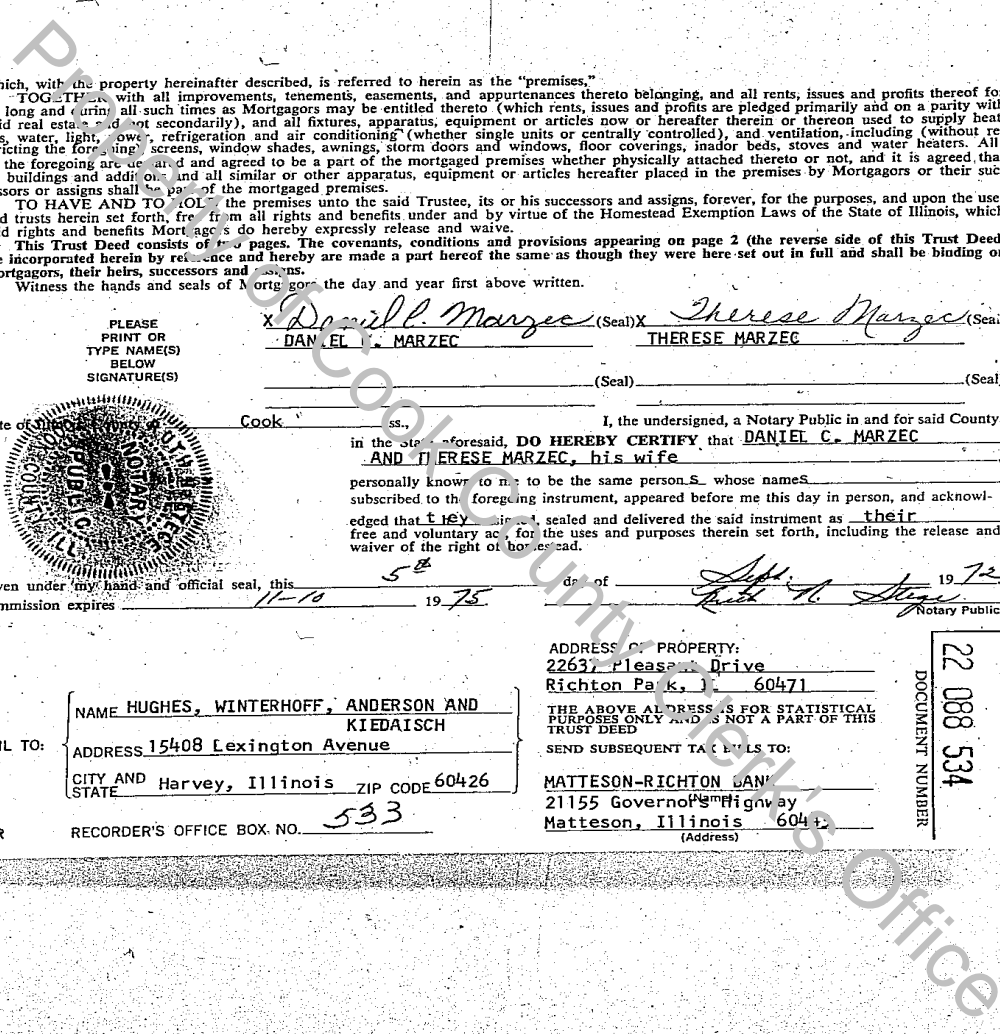 hich, with the property hereinafter described, is referred to herein as the "premises,"
TOGETHER with all improvements, tenements, easements, and appurtenances thereto belonging, and all rents, issues and profits thereof fo
long and during all such times as Mortgagors may be entitled thereto (which rents, issues and profits are pledged primarily and on a parity with
id real estate and not secondarily), and all fixtures, apparatus, equipment or articles now or hereafter therein or thereon used to supply heat
, water, light, power, refrigeration and air conditioning (whether single units or centrally controlled), and ventilation, including (without re
ricting the foregoing) screens, window shades, awnings, storm doors and windows, floor coverings, inador beds, stoves and water heaters. All
the foregoing are declared and agreed to be a part of the mortgaged premises whether physically attached thereto or not, and it is agreed tha
buildings and additions and all similar or other apparatus, equipment or articles hereafter placed in the premises by Mortgagors or their suc
ssors or assigns shall be part of the mortgaged premises.
TO HAVE AND TO HOLD the premises unto the said Trustee, its or his successors and assigns, forever, for the purposes, and upon the use
d trusts herein set forth, free from all rights and benefits under and by virtue of the Homestead Exemption Laws of the State of Illinois, which
id rights and benefits Mortgagors do hereby expressly release and waive.
This Trust Deed consists of two pages. The covenants, conditions and provisions appearing on page 2 (the reverse side of this Trust Deed
e incorporated herein by reference and hereby are made a part hereof the same as though they were here set out in full and shall be binding on
ortgagors, their heirs, successors and assigns.
Witness the hands and seals of Mortgagors the day and year first above written.
PLEASE
PRINT OR
TYPE NAME(S)
BELOW
SIGNATURE(S)
X Daniel C. Marzec (Seal) X Therese Marzec (Seal
DANIEL C. MARZEC THERESE MARZEC
(Seal) (Seal
te of Illinois, County of Cook ss., I, the undersigned, a Notary Public in and for said County
in the State aforesaid, DO HEREBY CERTIFY that DANIEL C. MARZEC
AND THERESE MARZEC, his wife
personally known to me to be the same persons whose names
subscribed to the foregoing instrument, appeared before me this day in person, and acknowl-
edged that they signed, sealed and delivered the said instrument as their
free and voluntary act, for the uses and purposes therein set forth, including the release and
waiver of the right of homestead.
NOTARY
PUBLIC
COUNTY, ILL
ven under my hand and official seal, this 5th day of Sept. 1972
mmission expires 11-10 1975 Ruth N. Stege
Notary Public
L TO:
NAME HUGHES, WINTERHOFF, ANDERSON AND
KIEDAISCH
ADDRESS 15408 Lexington Avenue
CITY AND
STATE Harvey, Illinois ZIP CODE 60426
R RECORDER'S OFFICE BOX NO. 533
ADDRESS OF PROPERTY:
22637 Pleasant Drive
Richton Park, IL 60471
THE ABOVE ADDRESS IS FOR STATISTICAL
PURPOSES ONLY AND IS NOT A PART OF THIS
TRUST DEED
SEND SUBSEQUENT TAX BILLS TO:
MATTESON-RICHTON BANK
(Name)
21155 Governor's Highway
Matteson, Illinois 604
(Address)
DOCUMENT NUMBER
22 088 534
Property of Cook County Clerk's Office